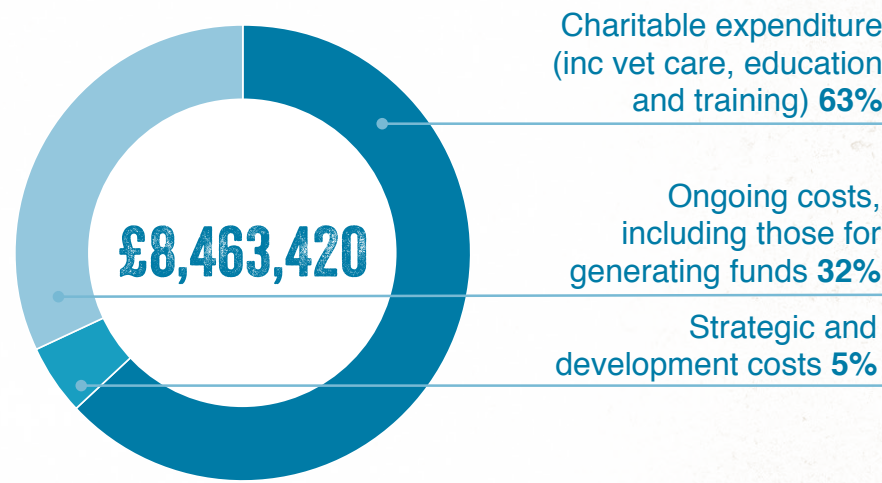 Charitable expenditure
(inc vet care, education
and training) 63%
£8,463,420
Ongoing costs,
including those for
generating funds 32%
Strategic and
development costs 5%